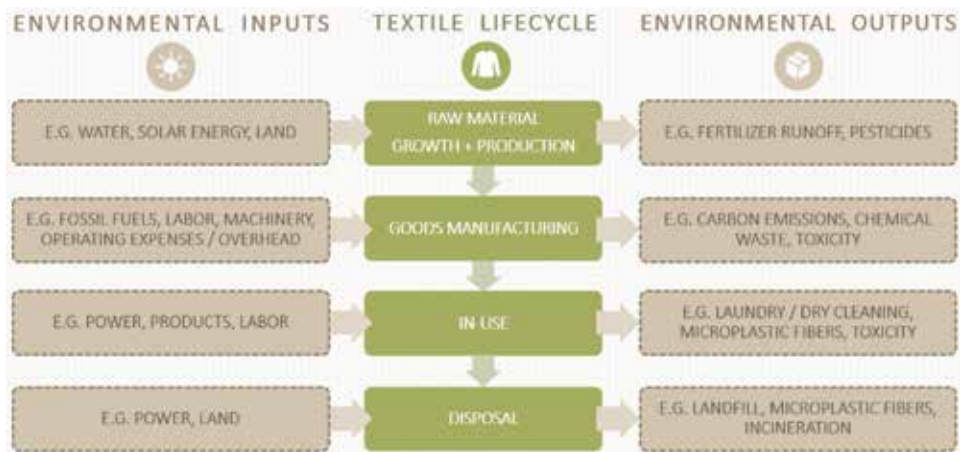 ENVIRONMENTAL INPUTS
TEXTILE LIFECYCLE
ENVIRONMENTAL OUTPUTS
E.G. WATER, SOLAR ENERGY, LAND
RAW MATERIAL
GROWTH + PRODUCTION
E.G. FERTILIZER RUNOFF, PESTICIDES
E.G. FOSSIL FUELS, LABOR, MACHINERY,
OPERATING EXPENSES / OVERHEAD
GOODS MANUFACTURING
E.G. CARBON EMISSIONS, CHEMICAL
WASTE, TOXICITY
E.G. POWER, PRODUCTS, LABOR
IN USE
E.G. LAUNDRY / DRY CLEANING,
MICROPLASTIC FIBERS, TOXICITY
E.G. POWER, LAND
DISPOSAL
E.G. LANDFILL, MICROPLASTIC FIBERS,
INCINERATION